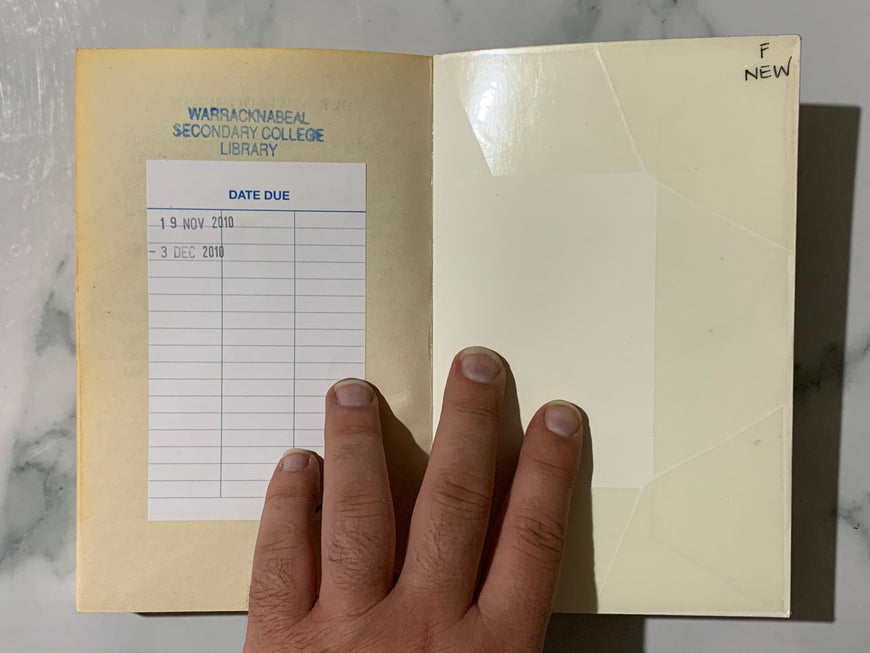 WARRACKNABEAL
SECONDARY COLLEGE
LIBRARY
DATE DUE
19 NOV 2010
- 3 DEC 2010
F
NEW